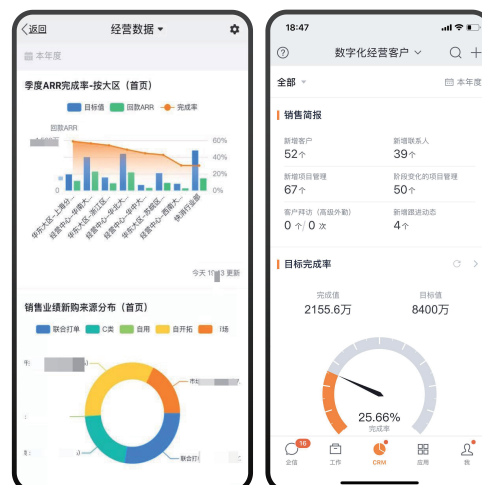 返回
经营数据
本年度
季度ARR完成率-按大区（首页）
目标值 回款ARR 完成率
回款ARR
60%
40%
20%
0%
华东大区-上海分...
经营中心-华南大...
华东大区-浙江区...
经营中心-华北大...
经营中心-华中大...
华东大区-苏皖区...
经营中心-西南大...
快消行业部
今天
更新
销售业绩新购来源分布（首页）
联合打单 C类 自用 自开拓
联合打
18:47
数字化经营客户
全部
本年度
销售简报
新增客户 新增联系人
52个 39个
新增项目管理 阶段变化的项目管理
67个 50个
客户拜访（高级外勤） 新增跟进动态
0 个/ 0 次 4个
目标完成率
完成值 目标值
2155.6万 8400万
25.66%
完成率
16
企信 工作 CRM 应用 我